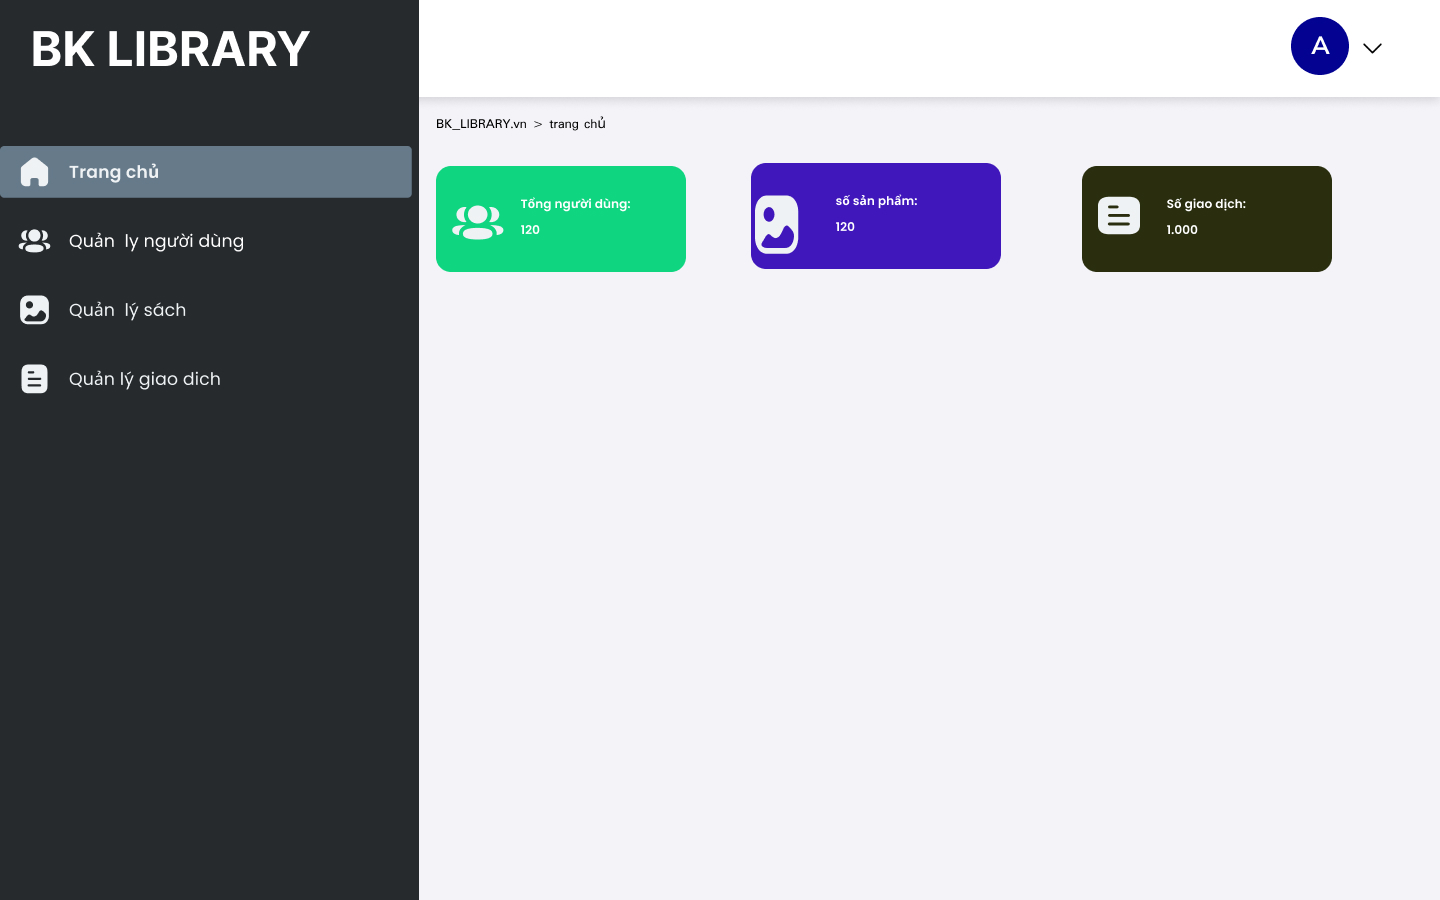 BK LIBRARY
A
BK_LIBRARY.vn > trang chủ
Trang chủ
Quản ly người dùng
Quản lý sách
Quản lý giao dich
Tổng người dùng:
120
số sản phẩm:
120
Số giao dịch:
1.000